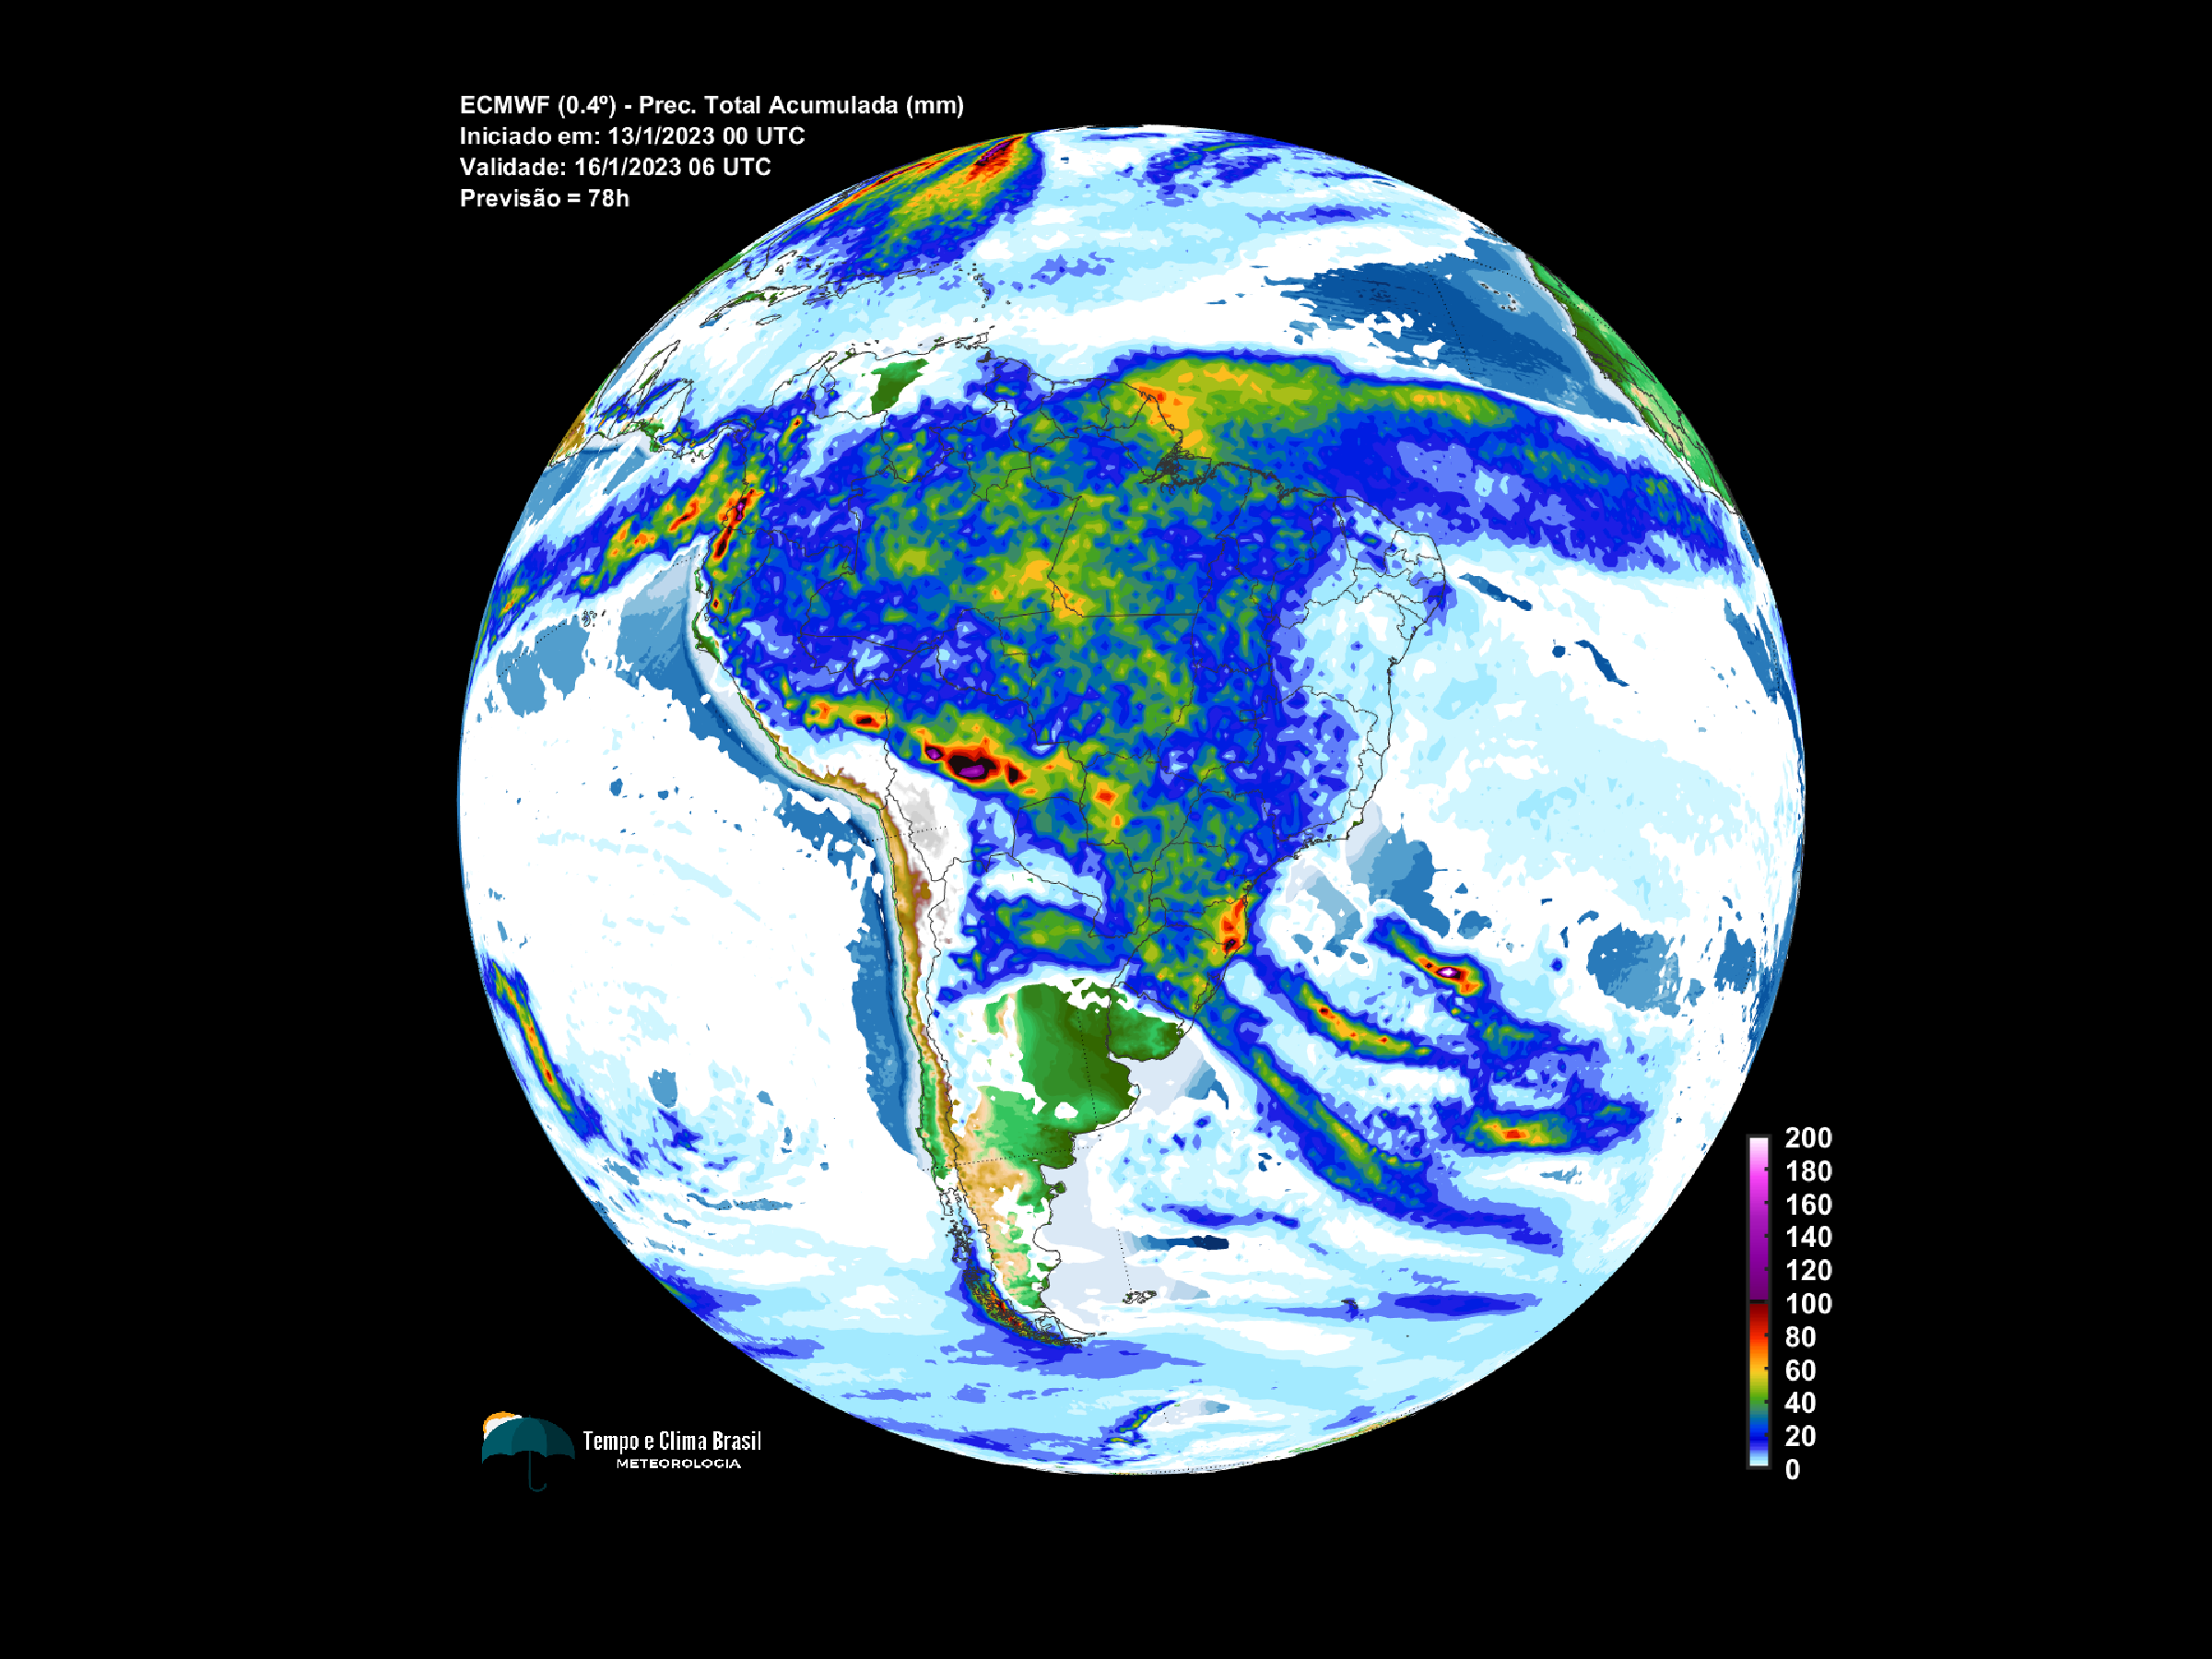 ECMWF (0.4º) - Prec. Total Acumulada (mm)
Iniciado em: 13/1/2023 00 UTC
Validade: 16/1/2023 06 UTC
Previsão = 78h
200
180
160
140
120
100
80
60
40
20
0
Tempo e Clima Brasil
METEOROLOGIA